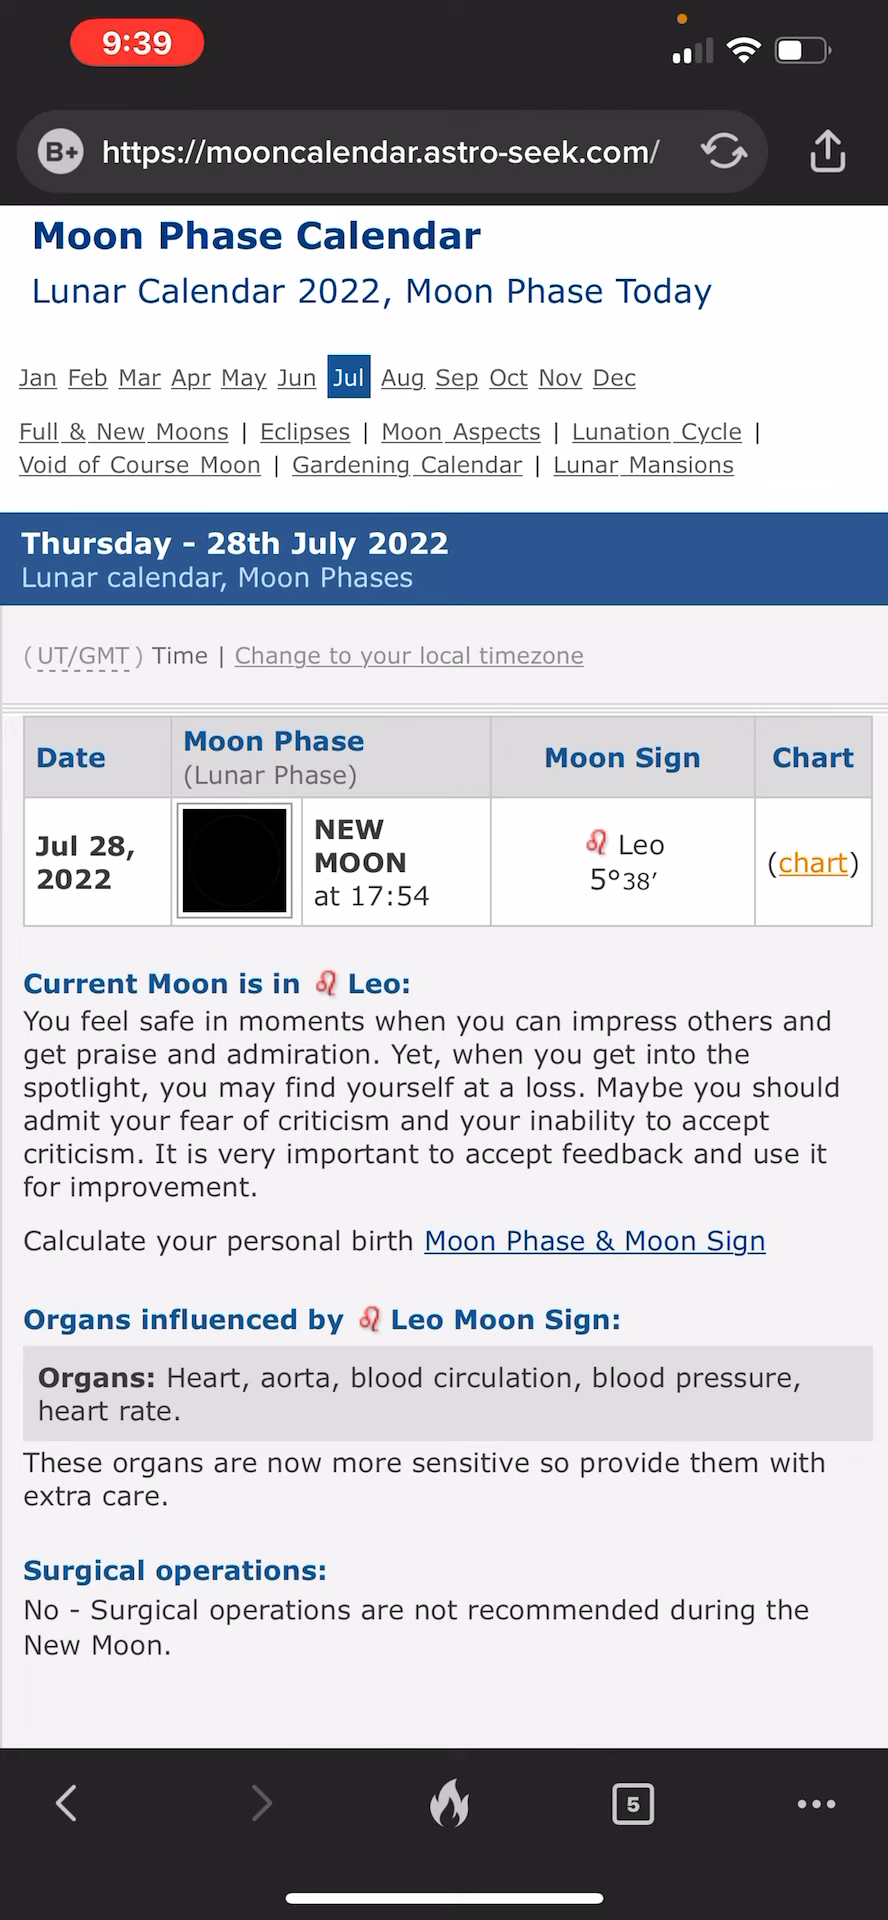 9:39
B+ https://mooncalendar.astro-seek.com/
Moon Phase Calendar
Lunar Calendar 2022, Moon Phase Today
Jan Feb Mar Apr May Jun Jul Aug Sep Oct Nov Dec
Full & New Moons | Eclipses | Moon Aspects | Lunation Cycle |
Void of Course Moon | Gardening Calendar | Lunar Mansions
Thursday - 28th July 2022
Lunar calendar, Moon Phases
(UT/GMT) Time | Change to your local timezone
Date
Moon Phase
(Lunar Phase)
Moon Sign
Chart
Jul 28,
2022
NEW
MOON
at 17:54
♌ Leo
5°38′
(chart)
Current Moon is in ♌ Leo:
You feel safe in moments when you can impress others and
get praise and admiration. Yet, when you get into the
spotlight, you may find yourself at a loss. Maybe you should
admit your fear of criticism and your inability to accept
criticism. It is very important to accept feedback and use it
for improvement.
Calculate your personal birth Moon Phase & Moon Sign
Organs influenced by ♌ Leo Moon Sign:
Organs: Heart, aorta, blood circulation, blood pressure,
heart rate.
These organs are now more sensitive so provide them with
extra care.
Surgical operations:
No - Surgical operations are not recommended during the
New Moon.
5